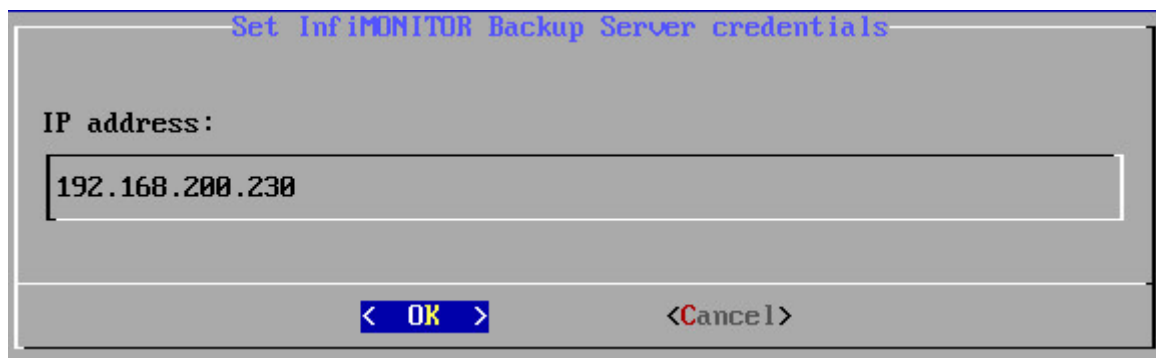 Set InfiMONITOR Backup Server credentials
IP address:
192.168.200.230
< OK > <Cancel>